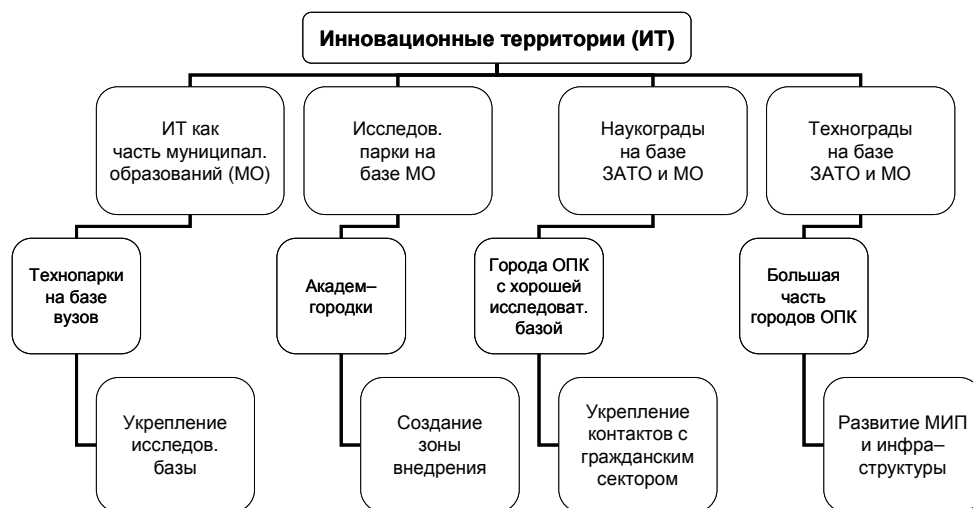 Инновационные территории (ИТ)
ИТ как
часть муниципал.
образований (МО)
Исследов.
парки на
базе МО
Наукограды
на базе
ЗАТО и МО
Технограды
на базе
ЗАТО и МО
Технопарки
на базе
вузов
Академ–
городки
Города ОПК
с хорошей
исследоват.
базой
Большая
часть
городов ОПК
Укрепление
исследов.
базы
Создание
зоны
внедрения
Укрепление
контактов с
гражданским
сектором
Развитие МИП
и инфра–
структуры